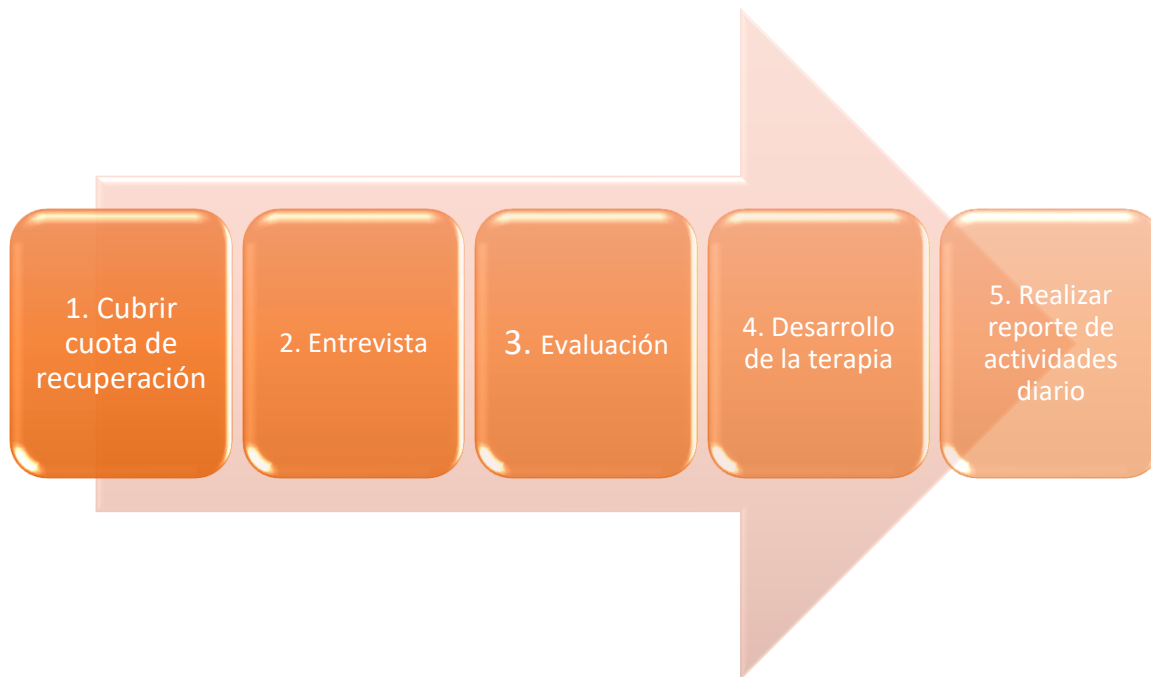 1. Cubrir
cuota de
recuperación
2. Entrevista
3. Evaluación
4. Desarrollo
de la terapia
5. Realizar
reporte de
actividades
diario